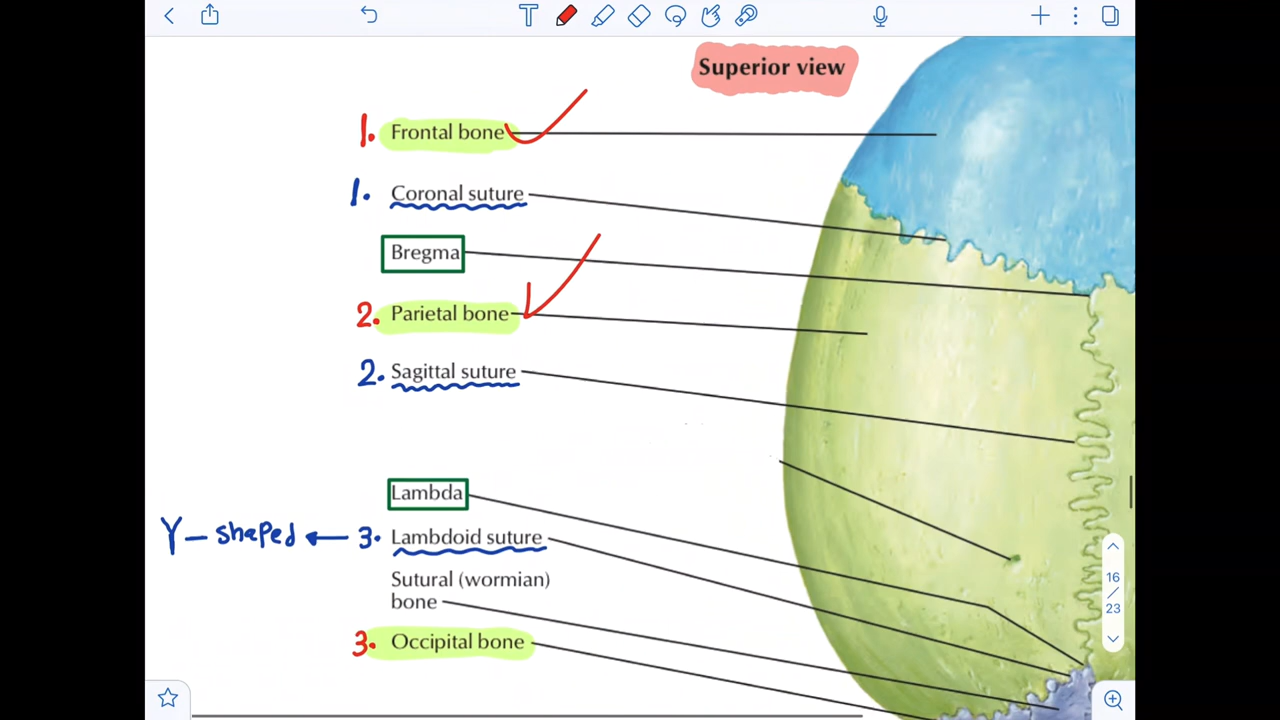 Superior view
1. Frontal bone
1. Coronal suture
Bregma
2. Parietal bone
2. Sagittal suture
Lambda
Y-shaped ← 3. Lambdoid suture
Sutural (wormian)
bone
3. Occipital bone
16
/
23